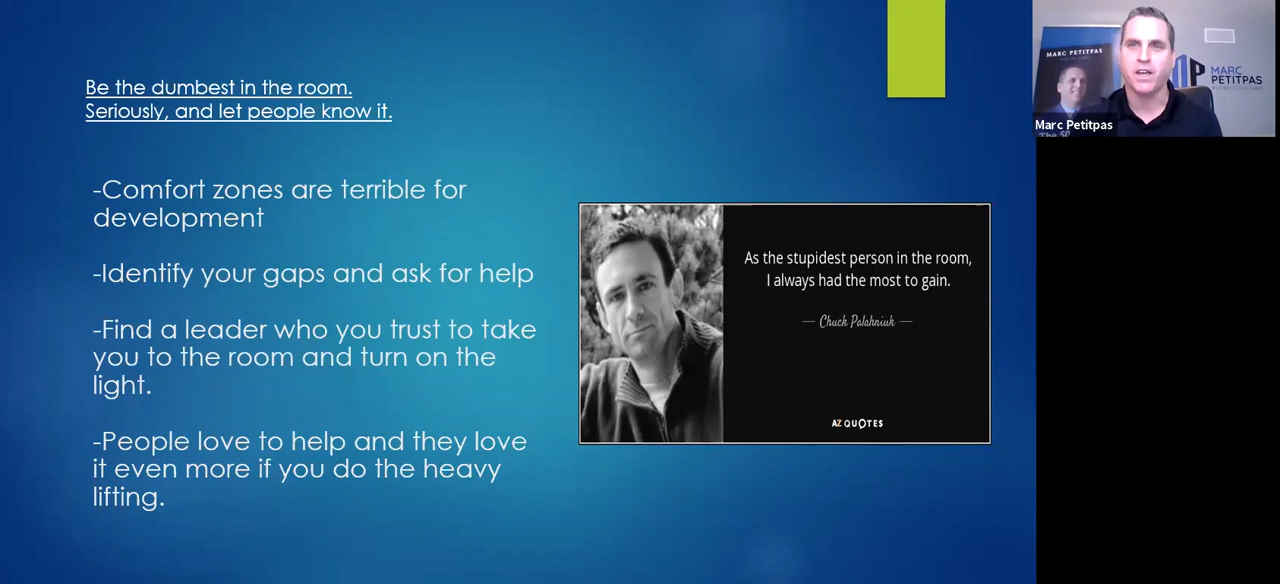 Be the dumbest in the room.
Seriously, and let people know it.
-Comfort zones are terrible for
development
-Identify your gaps and ask for help
-Find a leader who you trust to take
you to the room and turn on the
light.
-People love to help and they love
it even more if you do the heavy
lifting.
As the stupidest person in the room,
I always had the most to gain.
— Chuck Palahniuk —
AZ QUOTES
MARC PETITPAS
MARC
PETITPAS
Marc Petitpas